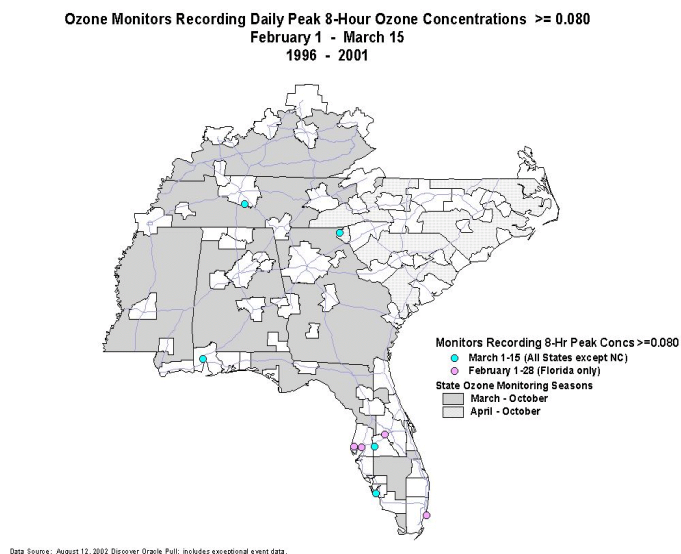 Ozone Monitors Recording Daily Peak 8-Hour Ozone Concentrations >= 0.080
February 1 - March 15
1996 - 2001
Monitors Recording 8-Hr Peak Concs >=0.080
March 1-15 (All States except NC)
February 1-28 (Florida only)
State Ozone Monitoring Seasons
March - October
April - October
Data Source: August 12, 2002 Discover Oracle Pull; includes exceptional event data.